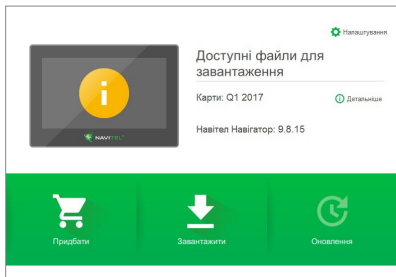 Налаштування
Доступні файли для
завантаження
Карти: Q1 2017
Детальніше
Навітел Навігатор: 9.8.15
NAVITEL
Придбати
Завантажити
Оновлення